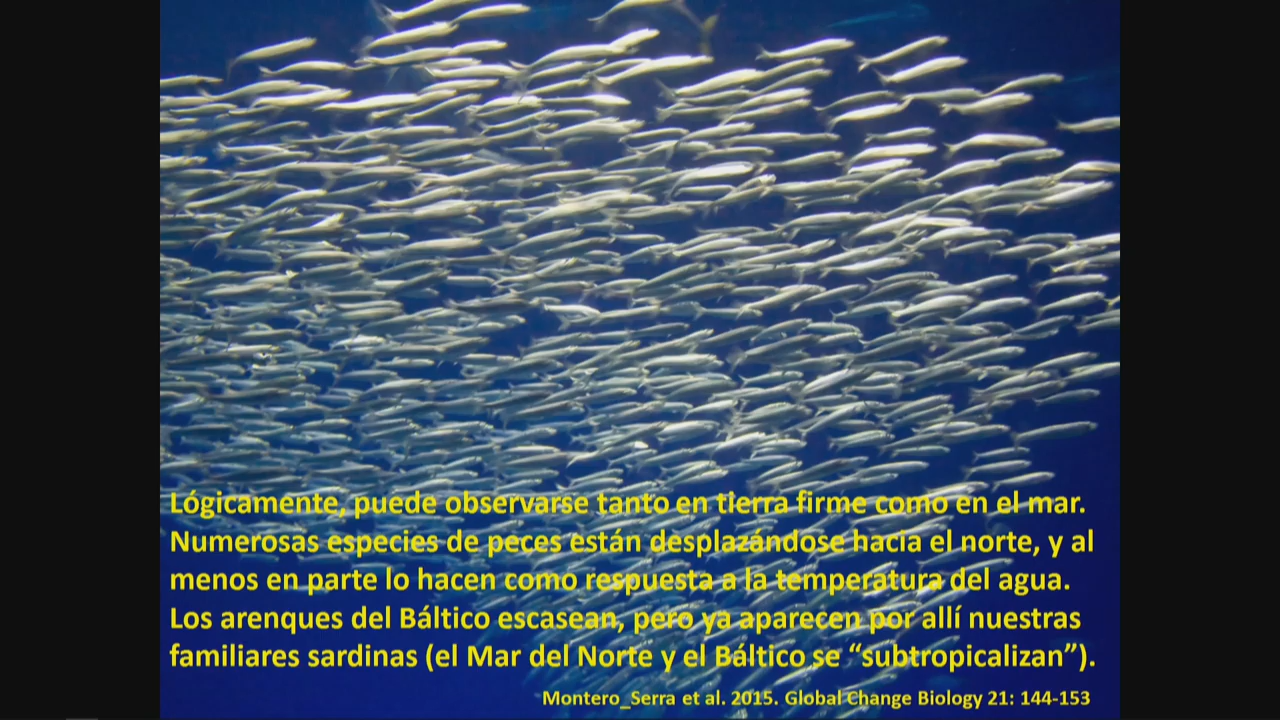 Lógicamente, puede observarse tanto en tierra firme como en el mar.
Numerosas especies de peces están desplazándose hacia el norte, y al
menos en parte lo hacen como respuesta a la temperatura del agua.
Los arenques del Báltico escasean, pero ya aparecen por allí nuestras
familiares sardinas (el Mar del Norte y el Báltico se “subtropicalizan”).
Montero_Serra et al. 2015. Global Change Biology 21: 144-153